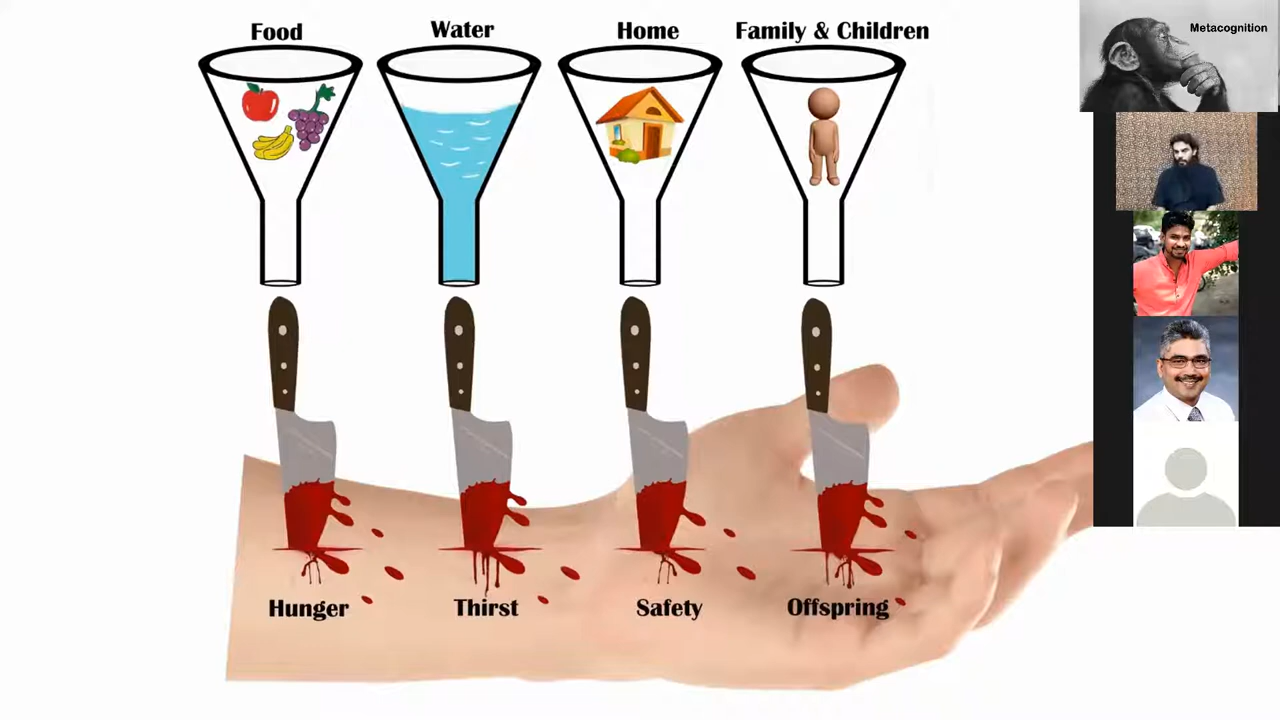 Food
Water
Home
Family & Children
Metacognition
Hunger
Thirst
Safety
Offspring